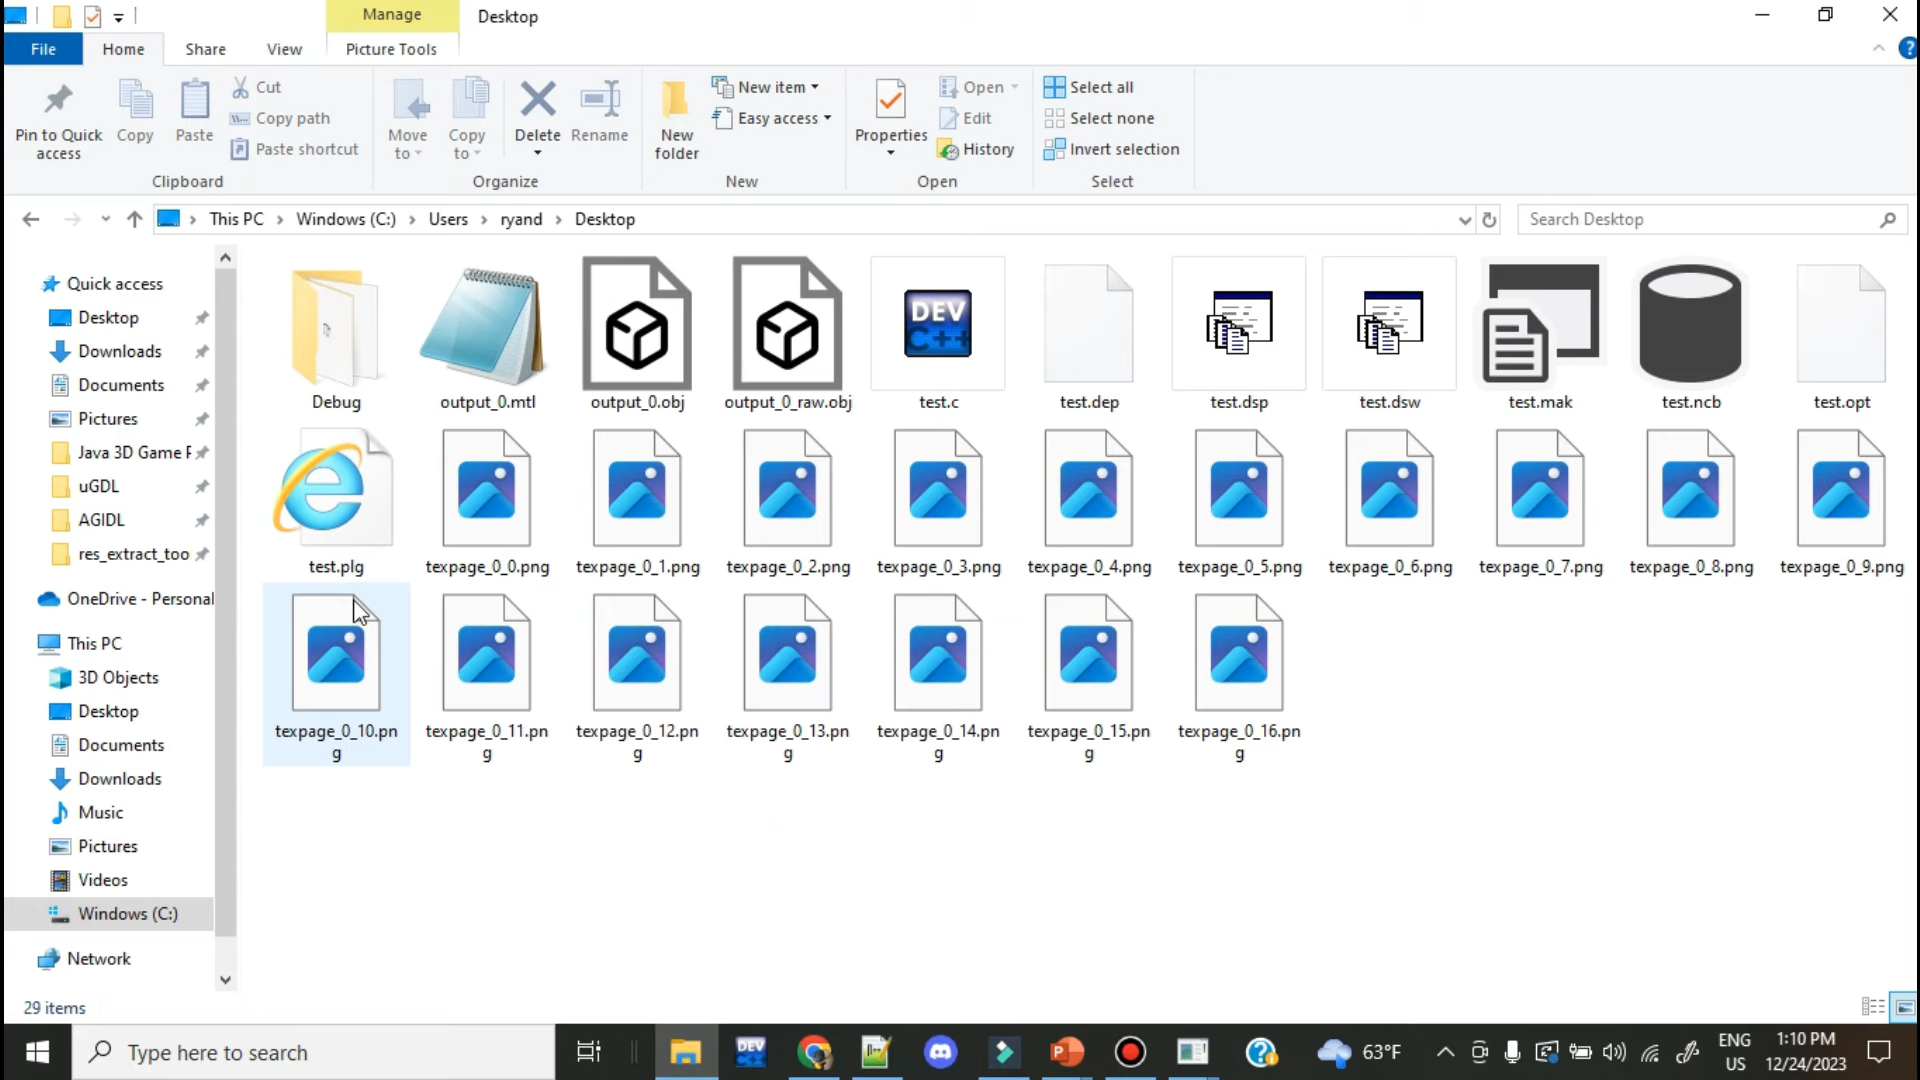 Manage
Desktop
File
Home
Share
View
Picture Tools
Pin to Quick
access
Copy
Paste
Cut
Copy path
Paste shortcut
Clipboard
Move
to
Copy
to
Delete
Rename
Organize
New
folder
New item
Easy access
New
Properties
Open
Edit
History
Open
Select all
Select none
Invert selection
Select
This PC > Windows (C:) > Users > ryand > Desktop
Search Desktop
Quick access
Desktop
Downloads
Documents
Pictures
Java 3D Game F
uGDL
AGIDL
res_extract_too
OneDrive - Personal
This PC
3D Objects
Desktop
Documents
Downloads
Music
Pictures
Videos
Windows (C:)
Network
DEV
C++
Debug
output_0.mtl
output_0.obj
output_0_raw.obj
test.c
test.dep
test.dsp
test.dsw
test.mak
test.ncb
test.opt
test.plg
texpage_0_0.png
texpage_0_1.png
texpage_0_2.png
texpage_0_3.png
texpage_0_4.png
texpage_0_5.png
texpage_0_6.png
texpage_0_7.png
texpage_0_8.png
texpage_0_9.png
texpage_0_10.pn
g
texpage_0_11.pn
g
texpage_0_12.pn
g
texpage_0_13.pn
g
texpage_0_14.pn
g
texpage_0_15.pn
g
texpage_0_16.pn
g
29 items
Type here to search
DEV
63°F
ENG
US
1:10 PM
12/24/2023